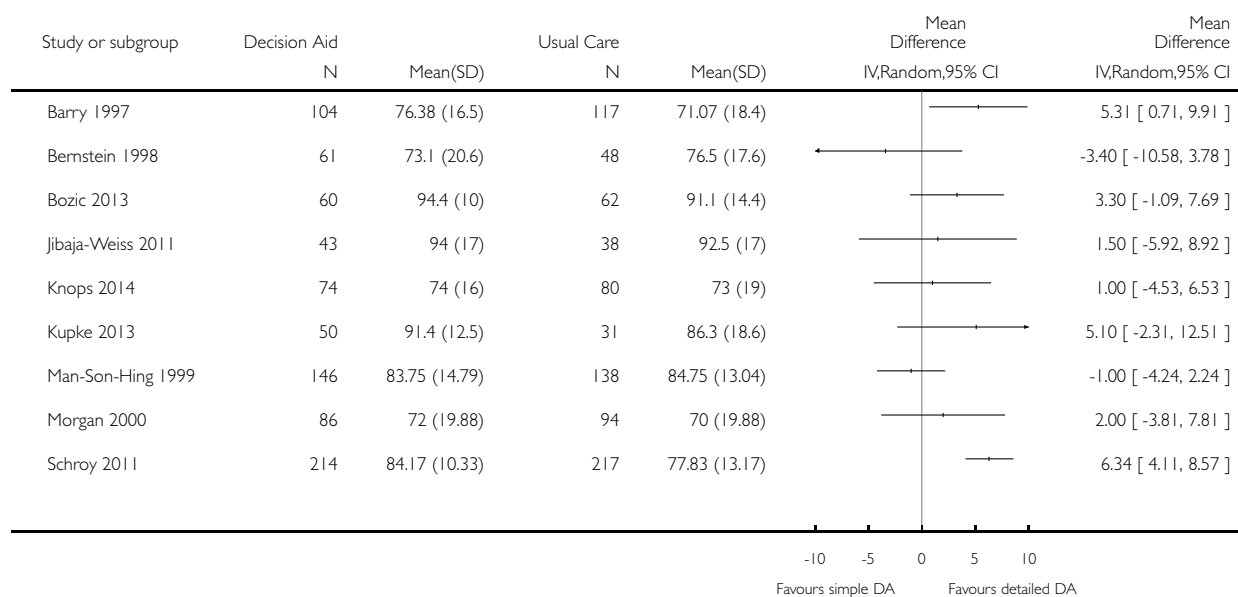 Mean Mean
Study or subgroup Decision Aid Usual Care Difference Difference
N Mean(SD) N Mean(SD) IV,Random,95% CI IV,Random,95% CI
Barry 1997 104 76.38 (16.5) 117 71.07 (18.4) 5.31 [ 0.71, 9.91 ]
Bernstein 1998 61 73.1 (20.6) 48 76.5 (17.6) -3.40 [ -10.58, 3.78 ]
Bozic 2013 60 94.4 (10) 62 91.1 (14.4) 3.30 [ -1.09, 7.69 ]
Jibaja-Weiss 2011 43 94 (17) 38 92.5 (17) 1.50 [ -5.92, 8.92 ]
Knops 2014 74 74 (16) 80 73 (19) 1.00 [ -4.53, 6.53 ]
Kupke 2013 50 91.4 (12.5) 31 86.3 (18.6) 5.10 [ -2.31, 12.51 ]
Man-Son-Hing 1999 146 83.75 (14.79) 138 84.75 (13.04) -1.00 [ -4.24, 2.24 ]
Morgan 2000 86 72 (19.88) 94 70 (19.88) 2.00 [ -3.81, 7.81 ]
Schroy 2011 214 84.17 (10.33) 217 77.83 (13.17) 6.34 [ 4.11, 8.57 ]
-10 -5 0 5 10
Favours simple DA Favours detailed DA